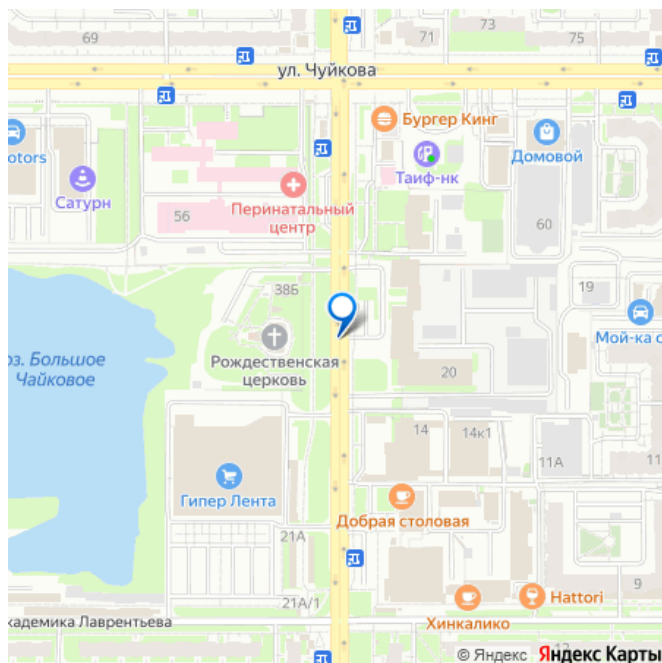 69
71
73
75
ул. Чуйкова
Бургер Кинг
otors
Таиф-нк
Домовой
Сатурн
56
Перинатальный
центр
60
38Б
19
Мой-ка с
Рождественская
церковь
оз. Большое
Чайковое
20
14
14к1
11А
11
Гипер Лента
Добрая столовая
21А
9
Hattori
21А/1
кадемика Лаврентьева
Хинкалико
12
© Яндекс Яндекс Карты